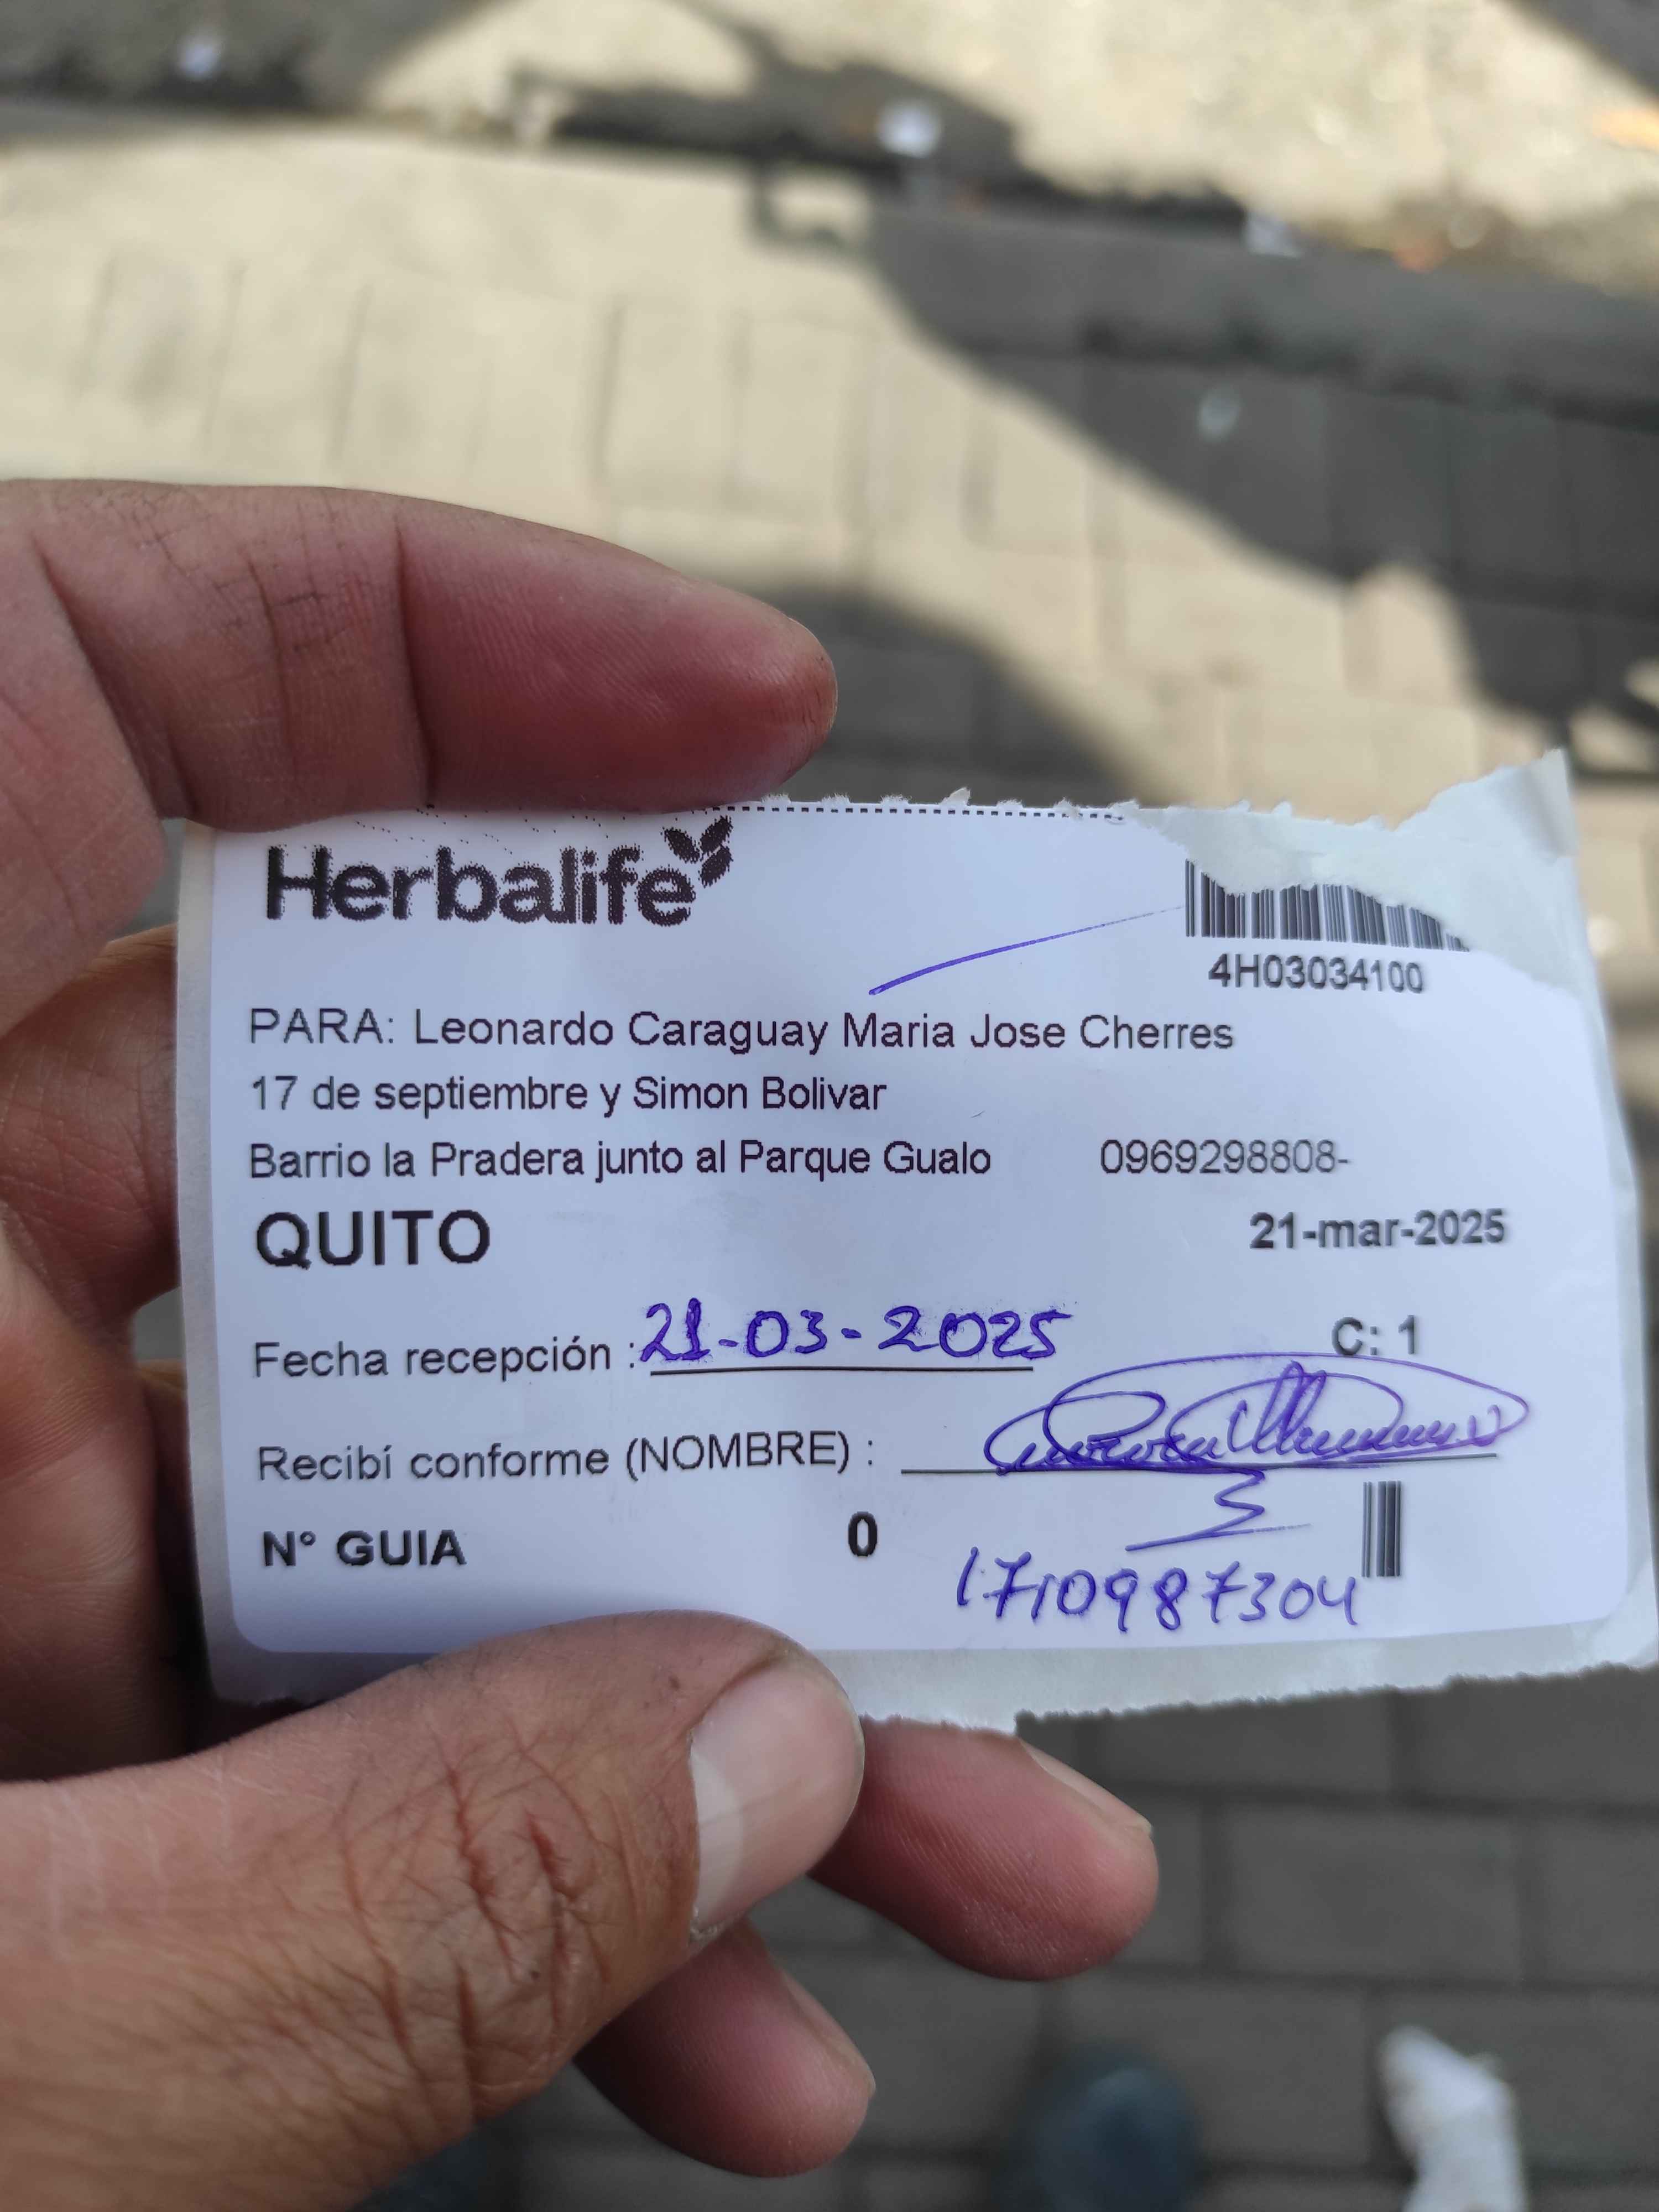 Herbalife
4H03034100
PARA: Leonardo Caraguay Maria Jose Cherres
17 de septiembre y Simon Bolivar
Barrio la Pradera junto al Parque Gualo 0969298808-
QUITO 21-mar-2025
Fecha recepción : 21-03-2025 C: 1
Recibí conforme (NOMBRE) :
N° GUIA 0
1710987304